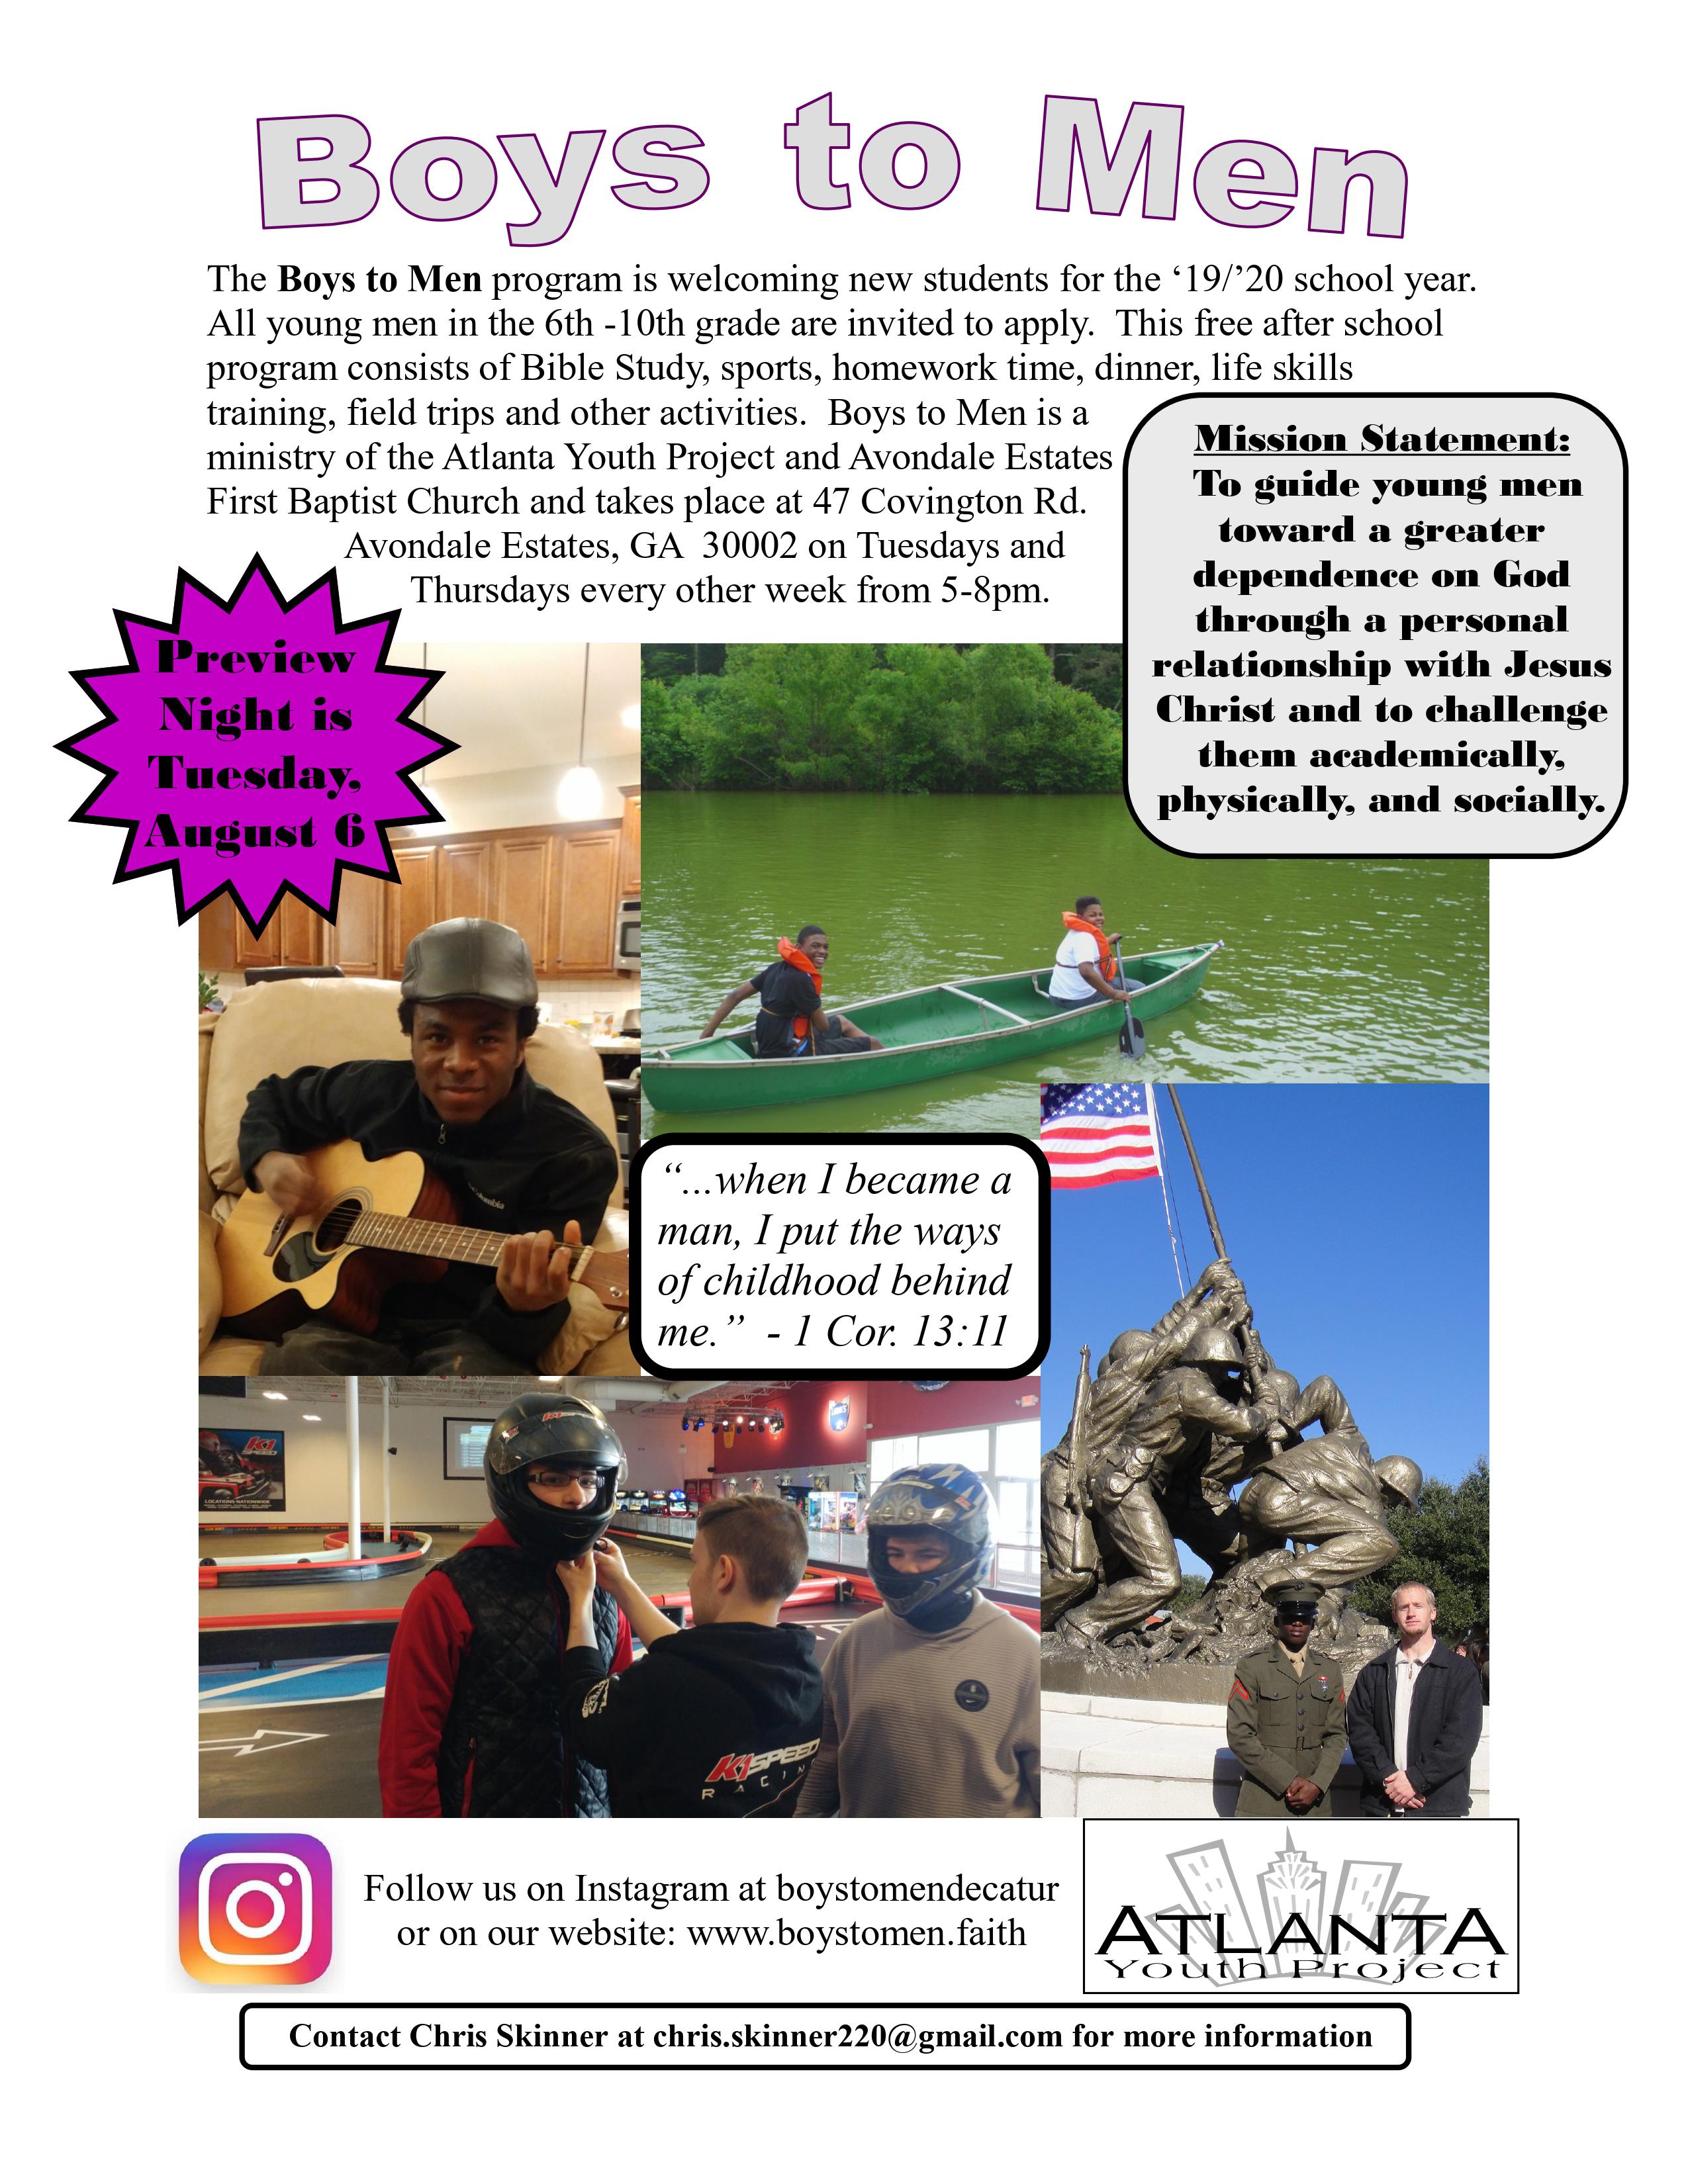 Boys to Men
The Boys to Men program is welcoming new students for the ‘19/’20 school year.
All young men in the 6th -10th grade are invited to apply.  This free after school
program consists of Bible Study, sports, homework time, dinner, life skills
training, field trips and other activities.  Boys to Men is a
ministry of the Atlanta Youth Project and Avondale Estates
First Baptist Church and takes place at 47 Covington Rd.
Avondale Estates, GA  30002 on Tuesdays and
Thursdays every other week from 5-8pm.
Mission Statement:
To guide young men
toward a greater
dependence on God
through a personal
relationship with Jesus
Christ and to challenge
them academically,
physically, and socially.
Preview
Night is
Tuesday,
August 6
Columbia
“...when I became a
man, I put the ways
of childhood behind
me.”  - 1 Cor. 13:11
K1
SPEED
LOCATIONS NATIONWIDE
K1SPEED
RACIN
Follow us on Instagram at boystomendecatur
or on our website: www.boystomen.faith
ATLANTA
Youth Project
Contact Chris Skinner at chris.skinner220@gmail.com for more information